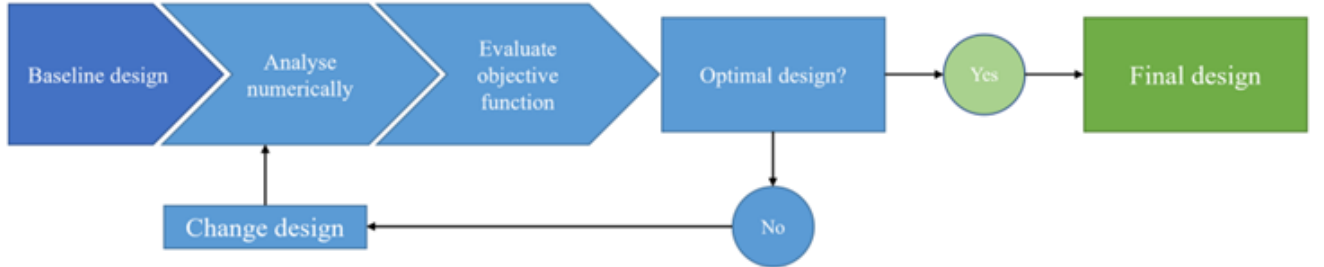 Baseline design
Analyse
numerically
Evaluate
objective
function
Optimal design?
Yes
Final design
Change design
No